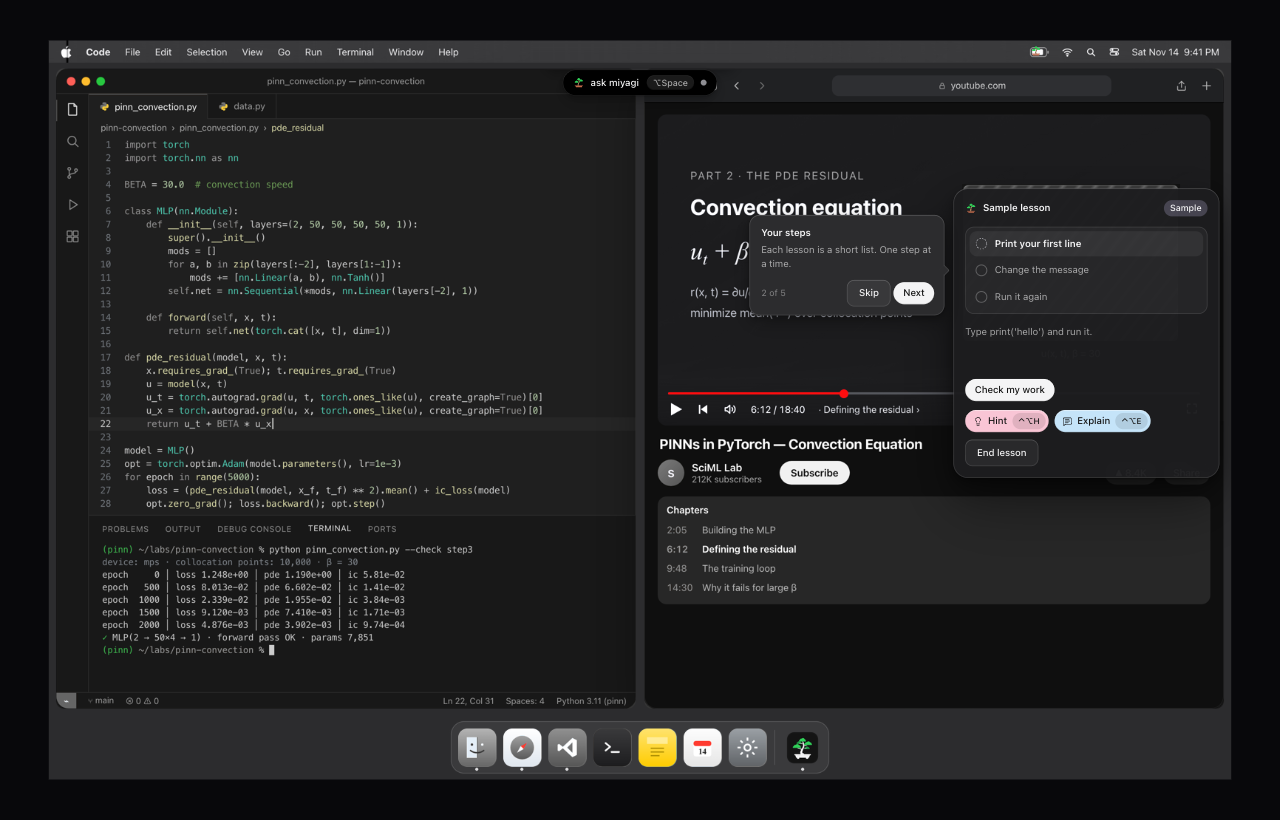 Code File Edit Selection View Go Run Terminal Window Help
Sat Nov 14 9:41 PM
pinn_convection.py — pinn-convection
ask miyagi ⌥Space
youtube.com
pinn_convection.py data.py
pinn-convection › pinn_convection.py › pde_residual
1 import torch
2 import torch.nn as nn
3
4 BETA = 30.0 # convection speed
5
6 class MLP(nn.Module):
7 def __init__(self, layers=(2, 50, 50, 50, 50, 1)):
8 super().__init__()
9 mods = []
10 for a, b in zip(layers[:-2], layers[1:-1]):
11 mods += [nn.Linear(a, b), nn.Tanh()]
12 self.net = nn.Sequential(*mods, nn.Linear(layers[-2], 1))
13
14 def forward(self, x, t):
15 return self.net(torch.cat([x, t], dim=1))
16
17 def pde_residual(model, x, t):
18 x.requires_grad_(True); t.requires_grad_(True)
19 u = model(x, t)
20 u_t = torch.autograd.grad(u, t, torch.ones_like(u), create_graph=True)[0]
21 u_x = torch.autograd.grad(u, x, torch.ones_like(u), create_graph=True)[0]
22 return u_t + BETA * u_x
23
24 model = MLP()
25 opt = torch.optim.Adam(model.parameters(), lr=1e-3)
26 for epoch in range(5000):
27 loss = (pde_residual(model, x_f, t_f) ** 2).mean() + ic_loss(model)
28 opt.zero_grad(); loss.backward(); opt.step()
PROBLEMS OUTPUT DEBUG CONSOLE TERMINAL PORTS
(pinn) ~/labs/pinn-convection % python pinn_convection.py --check step3
device: mps · collocation points: 10,000 · β = 30
epoch 0 | loss 1.248e+00 | pde 1.190e+00 | ic 5.81e-02
epoch 500 | loss 8.013e-02 | pde 6.602e-02 | ic 1.41e-02
epoch 1000 | loss 2.339e-02 | pde 1.955e-02 | ic 3.84e-03
epoch 1500 | loss 9.120e-03 | pde 7.410e-03 | ic 1.71e-03
epoch 2000 | loss 4.876e-03 | pde 3.902e-03 | ic 9.74e-04
✓ MLP(2 → 50×4 → 1) · forward pass OK · params 7,851
(pinn) ~/labs/pinn-convection %
main 0 0 Ln 22, Col 31 Spaces: 4 Python 3.11 (pinn)
PART 2 · THE PDE RESIDUAL
Convection equation
u_t + β
r(x, t) = ∂u/
minimize
over collocation points
Your steps
Each lesson is a short list. One step at
a time.
2 of 5 Skip Next
Sample lesson Sample
Print your first line
Change the message
Run it again
Type print('hello') and run it.
Check my work
Hint ^⌥H Explain ^⌥E
End lesson
6:12 / 18:40 · Defining the residual ›
PINNs in PyTorch — Convection Equation
S
SciML Lab
212K subscribers
Subscribe
Chapters
2:05 Building the MLP
6:12 Defining the residual
9:48 The training loop
14:30 Why it fails for large β
14